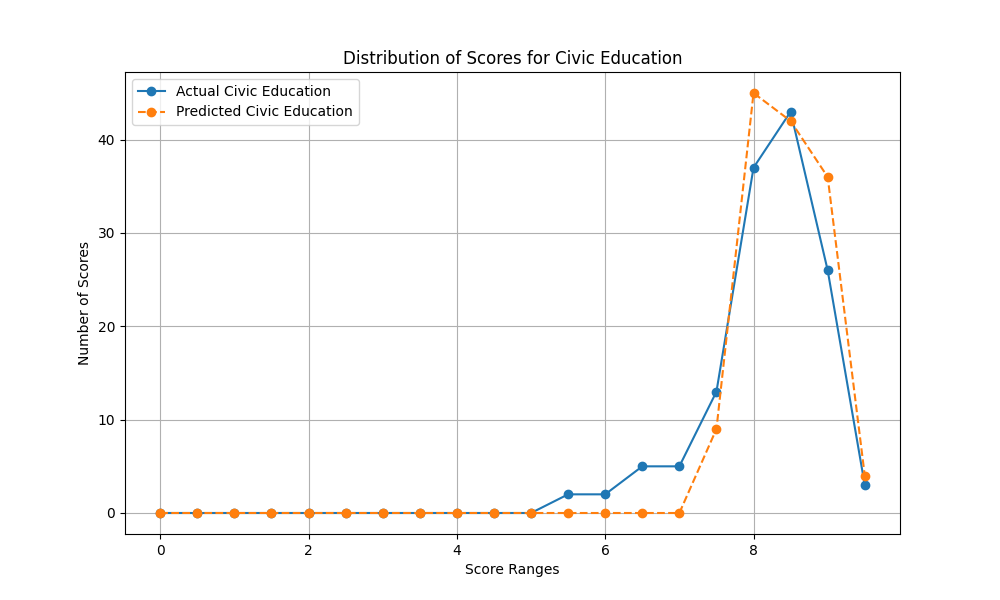 Distribution of Scores for Civic Education
Actual Civic Education
Predicted Civic Education
Number of Scores
40
30
20
10
0
0 2 4 6 8
Score Ranges